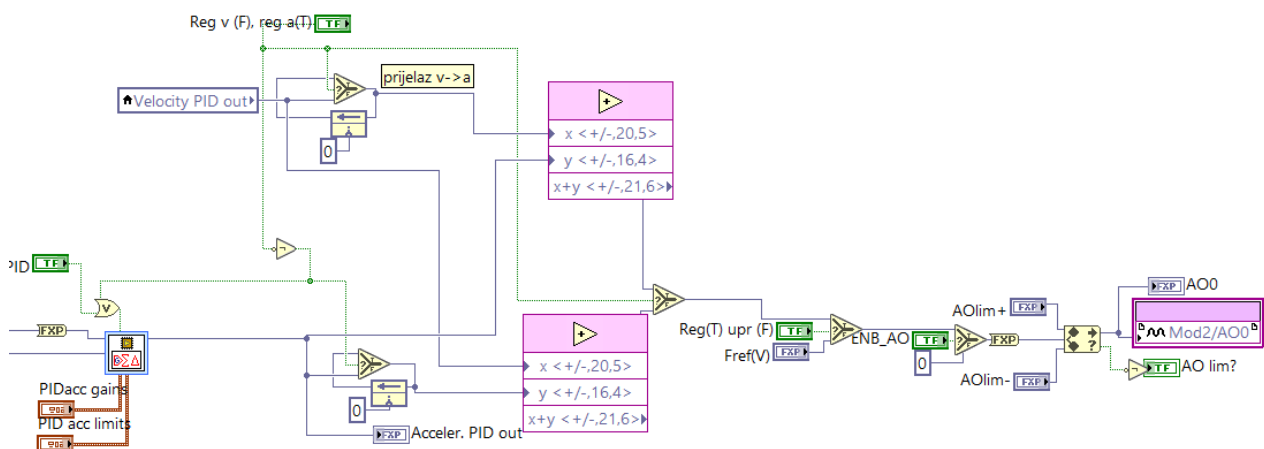 Reg v (F), reg a(T)
TF
prijelaz v->a
Velocity PID out
0
x <+/-,20,5>
y <+/-,16,4>
x+y <+/-,21,6>
PID
TF
FXP
PIDacc gains
PID acc limits
0
FXP
Acceler. PID out
x <+/-,20,5>
y <+/-,16,4>
x+y <+/-,21,6>
Reg(T) upr (F)
TF
Fref(V)
FXP
ENB_AO
TF
0
FXP
AOlim+
FXP
AOlim-
FXP
FXP
AO0
Mod2/AO0
TF
AO lim?